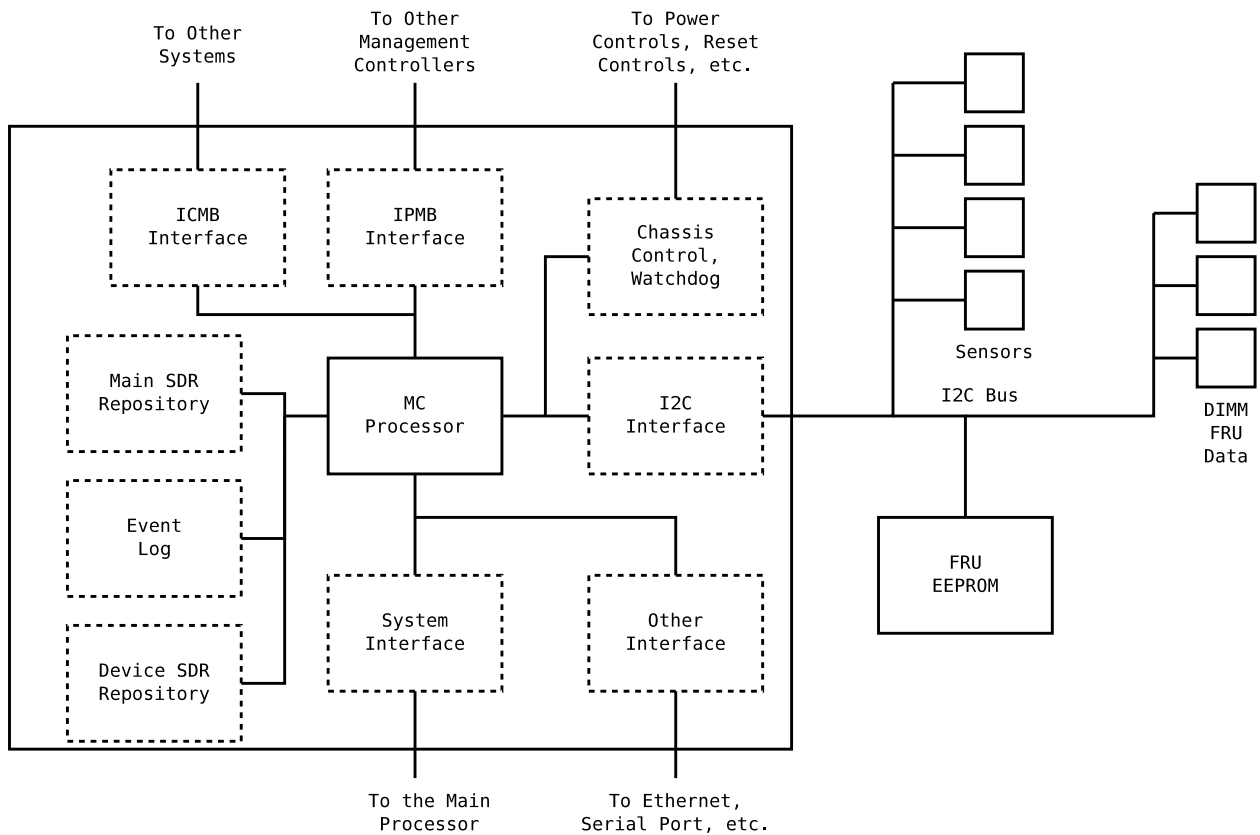 To Other
Systems
To Other
Management
Controllers
To Power
Controls, Reset
Controls, etc.
ICMB
Interface
IPMB
Interface
Chassis
Control,
Watchdog
Main SDR
Repository
MC
Processor
I2C
Interface
Sensors
I2C Bus
DIMM
FRU
Data
Event
Log
FRU
EEPROM
System
Interface
Other
Interface
Device SDR
Repository
To the Main
Processor
To Ethernet,
Serial Port, etc.